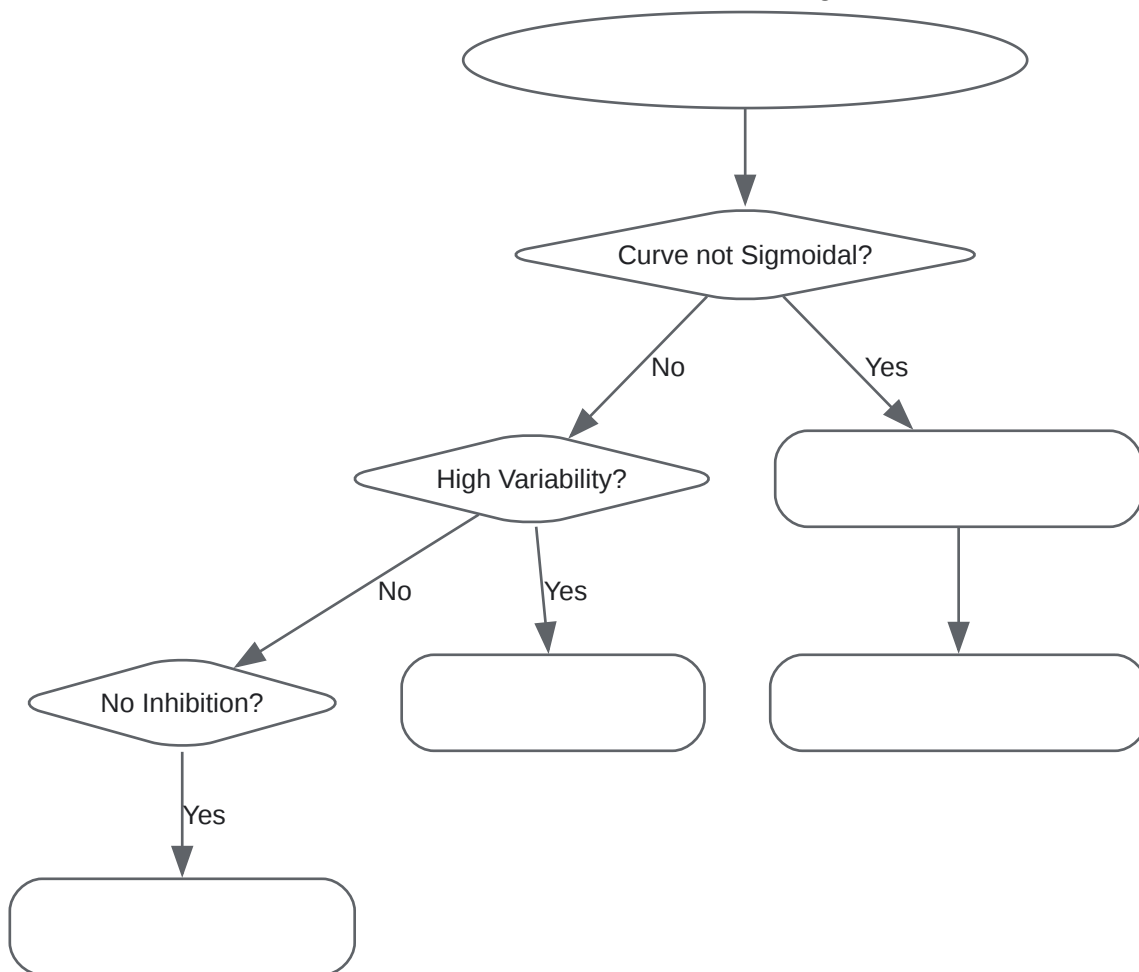 Curve not Sigmoidal?
No
Yes
High Variability?
No
Yes
No Inhibition?
Yes